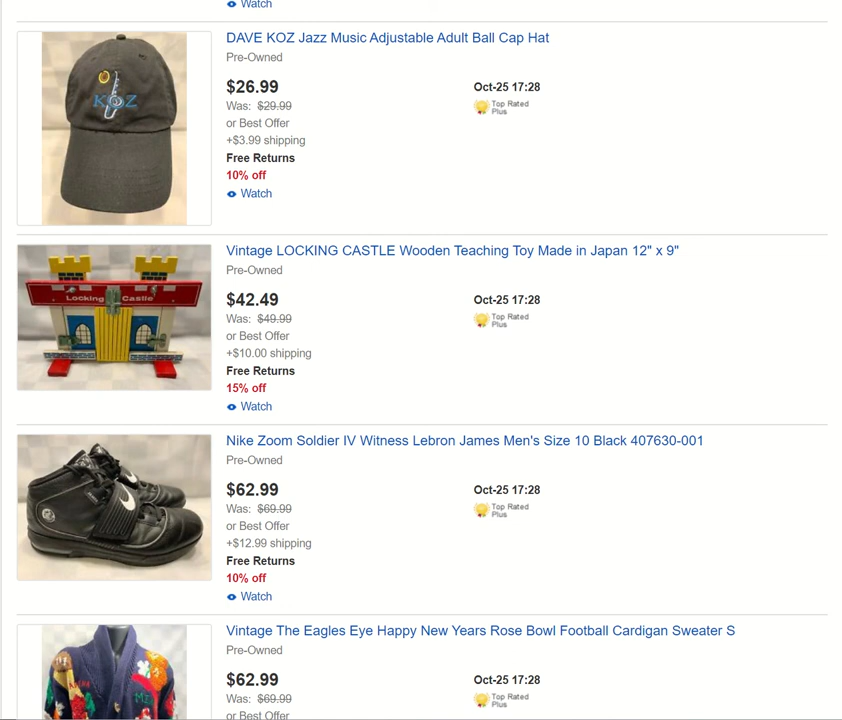 Watch
DAVE KOZ Jazz Music Adjustable Adult Ball Cap Hat
Pre-Owned
$26.99
Oct-25 17:28
Was: $29.99
Top Rated
Plus
or Best Offer
+$3.99 shipping
Free Returns
10% off
Watch
KOZ
Vintage LOCKING CASTLE Wooden Teaching Toy Made in Japan 12" x 9"
Pre-Owned
$42.49
Oct-25 17:28
Was: $49.99
Top Rated
Plus
or Best Offer
+$10.00 shipping
Free Returns
15% off
Watch
Locking Castle
Nike Zoom Soldier IV Witness Lebron James Men's Size 10 Black 407630-001
Pre-Owned
$62.99
Oct-25 17:28
Was: $69.99
Top Rated
Plus
or Best Offer
+$12.99 shipping
Free Returns
10% off
Watch
Vintage The Eagles Eye Happy New Years Rose Bowl Football Cardigan Sweater S
Pre-Owned
$62.99
Oct-25 17:28
Was: $69.99
Top Rated
Plus
or Best Offer